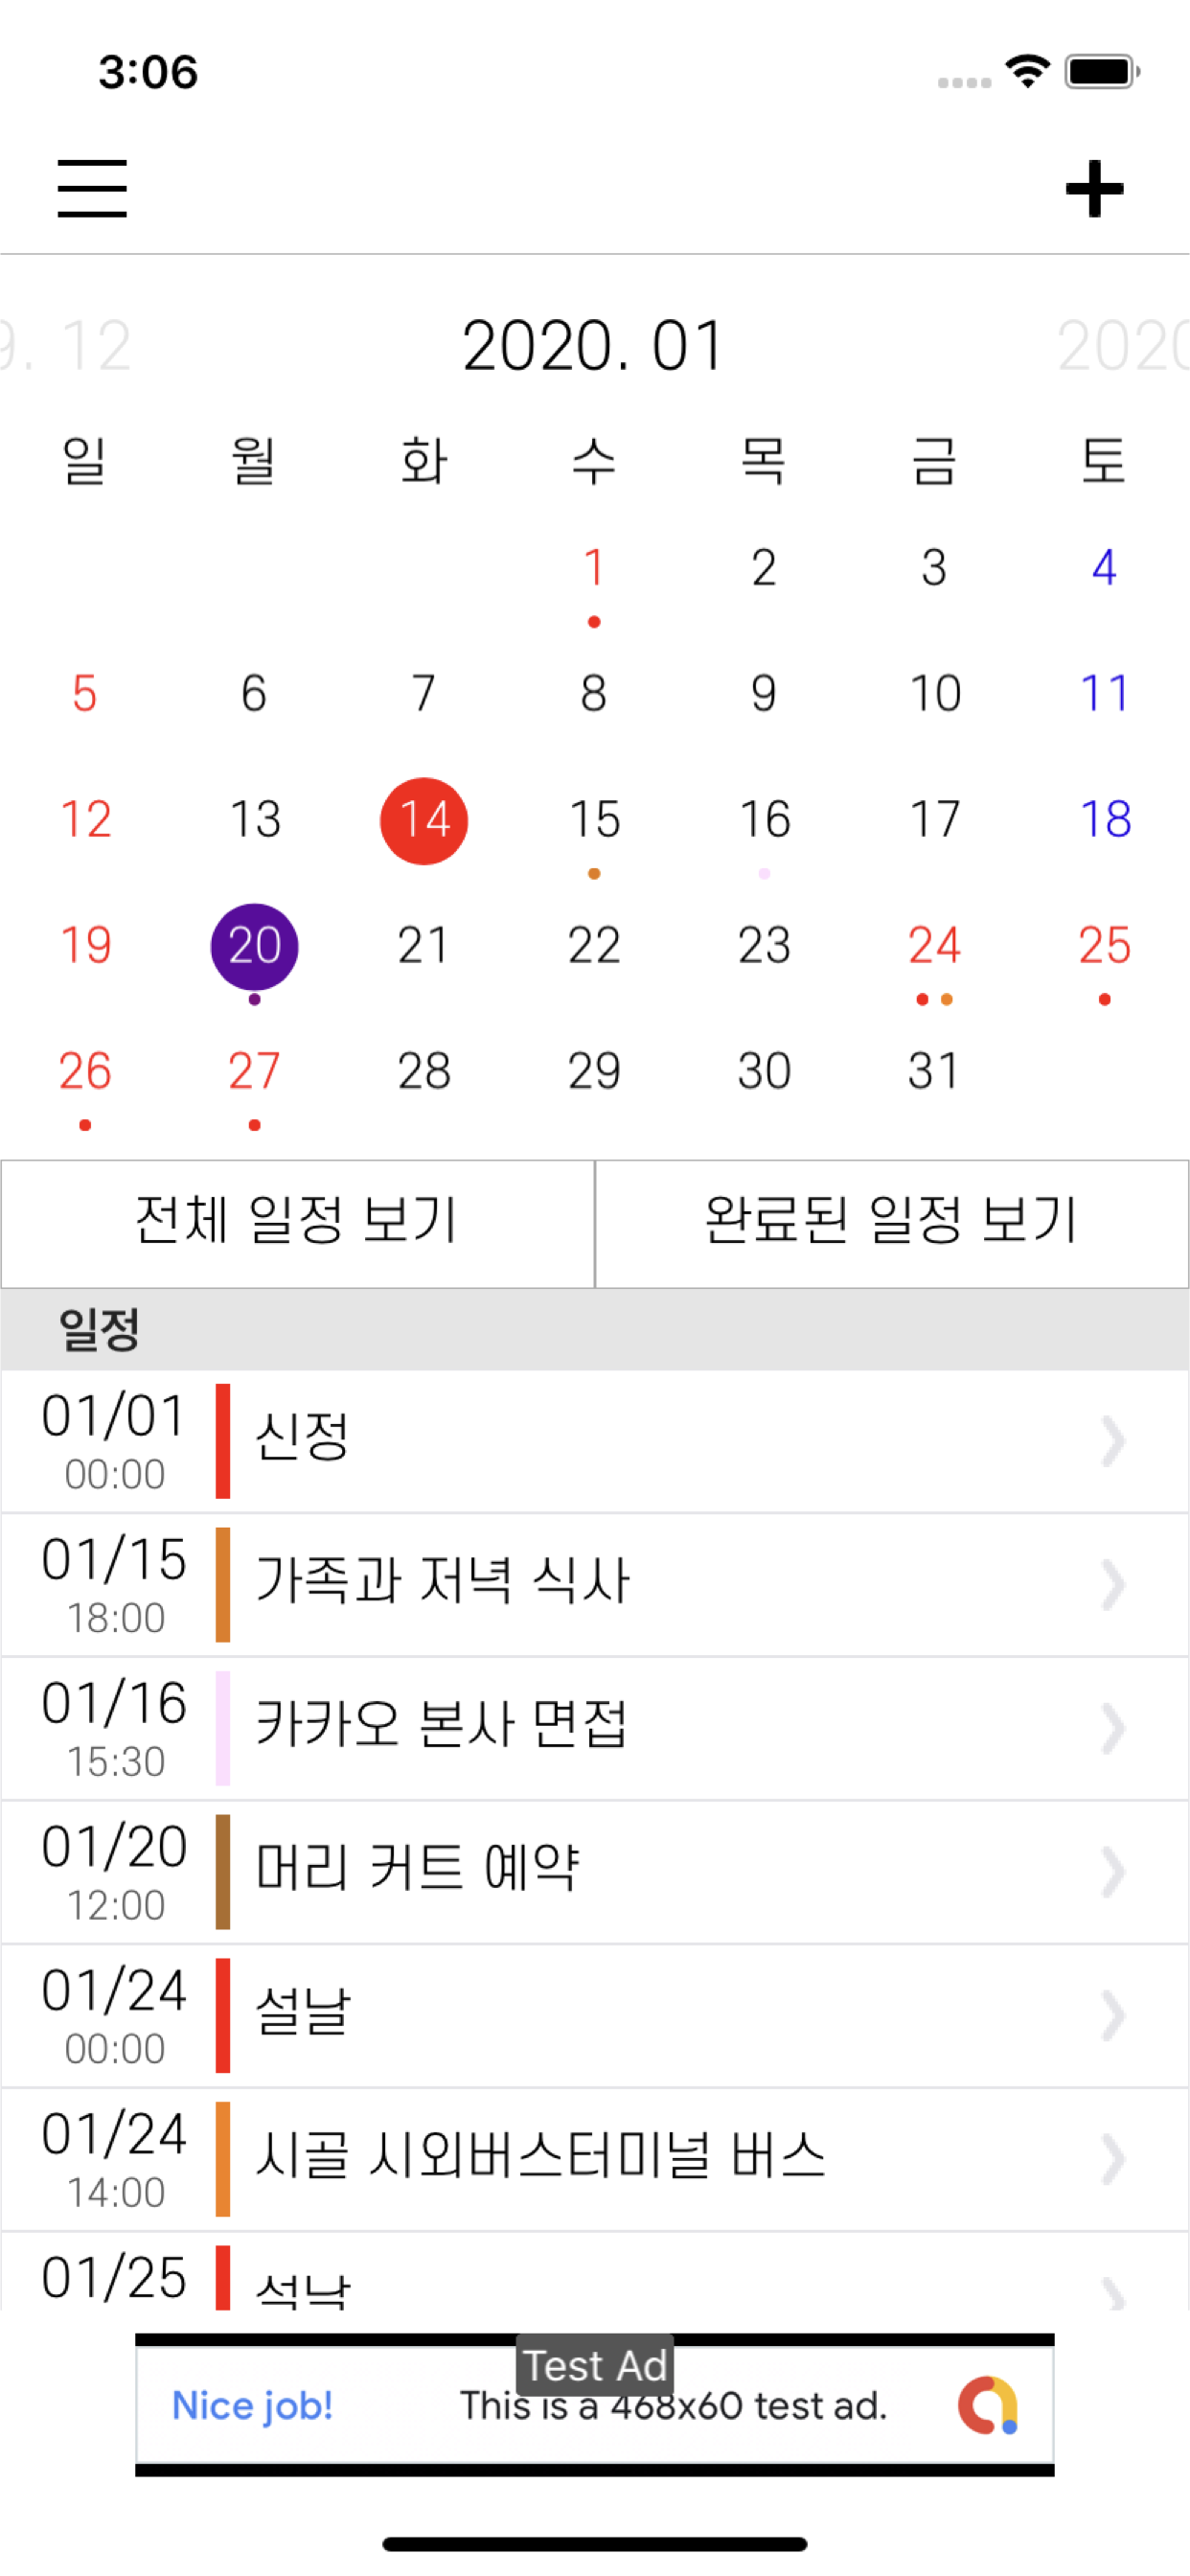 3:06
9. 12 2020. 01 2020
일 월 화 수 목 금 토
1 2 3 4
5 6 7 8 9 10 11
12 13 14 15 16 17 18
19 20 21 22 23 24 25
26 27 28 29 30 31
전체 일정 보기 완료된 일정 보기
일정
01/01
00:00
신정
01/15
18:00
가족과 저녁 식사
01/16
15:30
카카오 본사 면접
01/20
12:00
머리 커트 예약
01/24
00:00
설날
01/24
14:00
시골 시외버스터미널 버스
01/25
설날
Test Ad
Nice job! This is a 468x60 test ad.